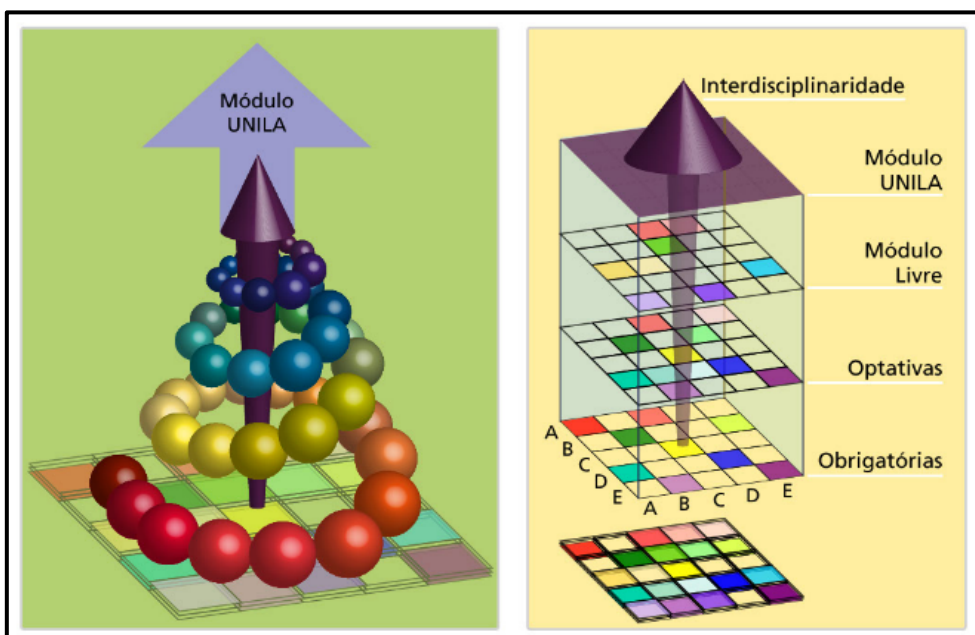 Módulo
UNILA
Interdisciplinaridade
Módulo
UNILA
Módulo
Livre
Optativas
Obrigatórias
A
B
C
D
E
A
B
C
D
E